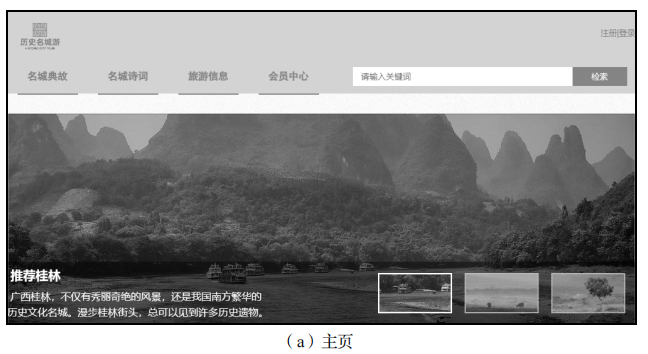 历史名城游
注册|登录
名城典故 名城诗词 旅游信息 会员中心 请输入关键词 检索
推荐桂林
广西桂林，不仅有秀丽奇绝的风景，还是我国南方繁华的
历史文化名城。漫步桂林街头，总可以见到许多历史遗物。
（a）主页